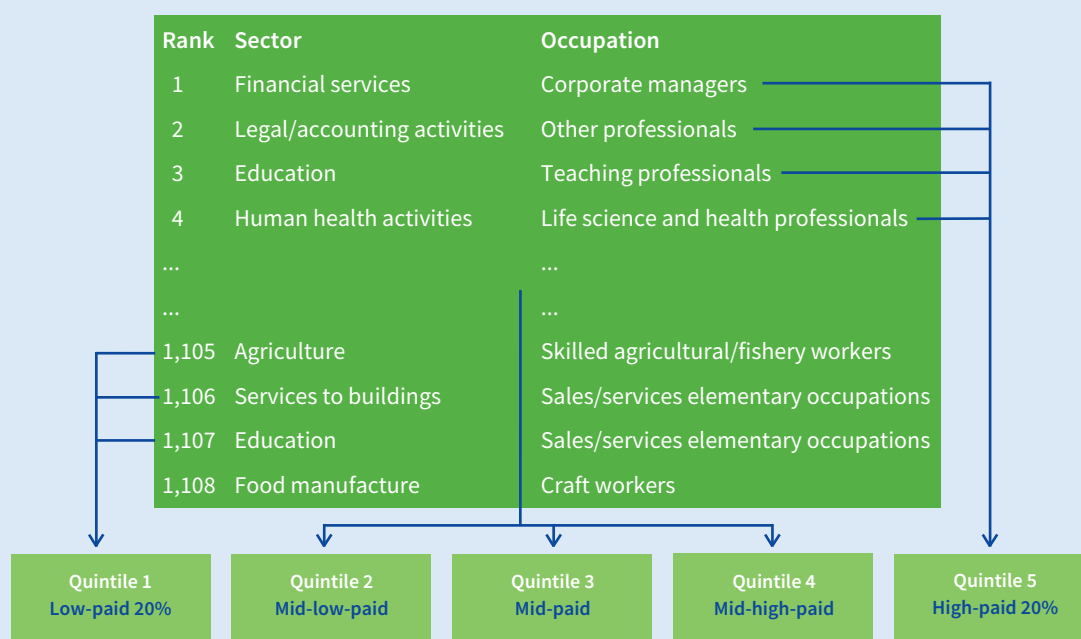 Rank Sector Occupation
1 Financial services Corporate managers
2 Legal/accounting activities Other professionals
3 Education Teaching professionals
4 Human health activities Life science and health professionals
... ...
... ...
1,105 Agriculture Skilled agricultural/fishery workers
1,106 Services to buildings Sales/services elementary occupations
1,107 Education Sales/services elementary occupations
1,108 Food manufacture Craft workers
Quintile 1
Low-paid 20%
Quintile 2
Mid-low-paid
Quintile 3
Mid-paid
Quintile 4
Mid-high-paid
Quintile 5
High-paid 20%